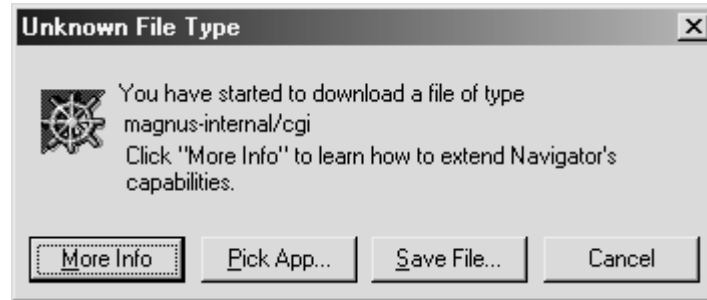 Unknown File Type
You have started to download a file of type
magnus-internal/cgi
Click "More Info" to learn how to extend Navigator's
capabilities.
More Info
Pick App...
Save File...
Cancel